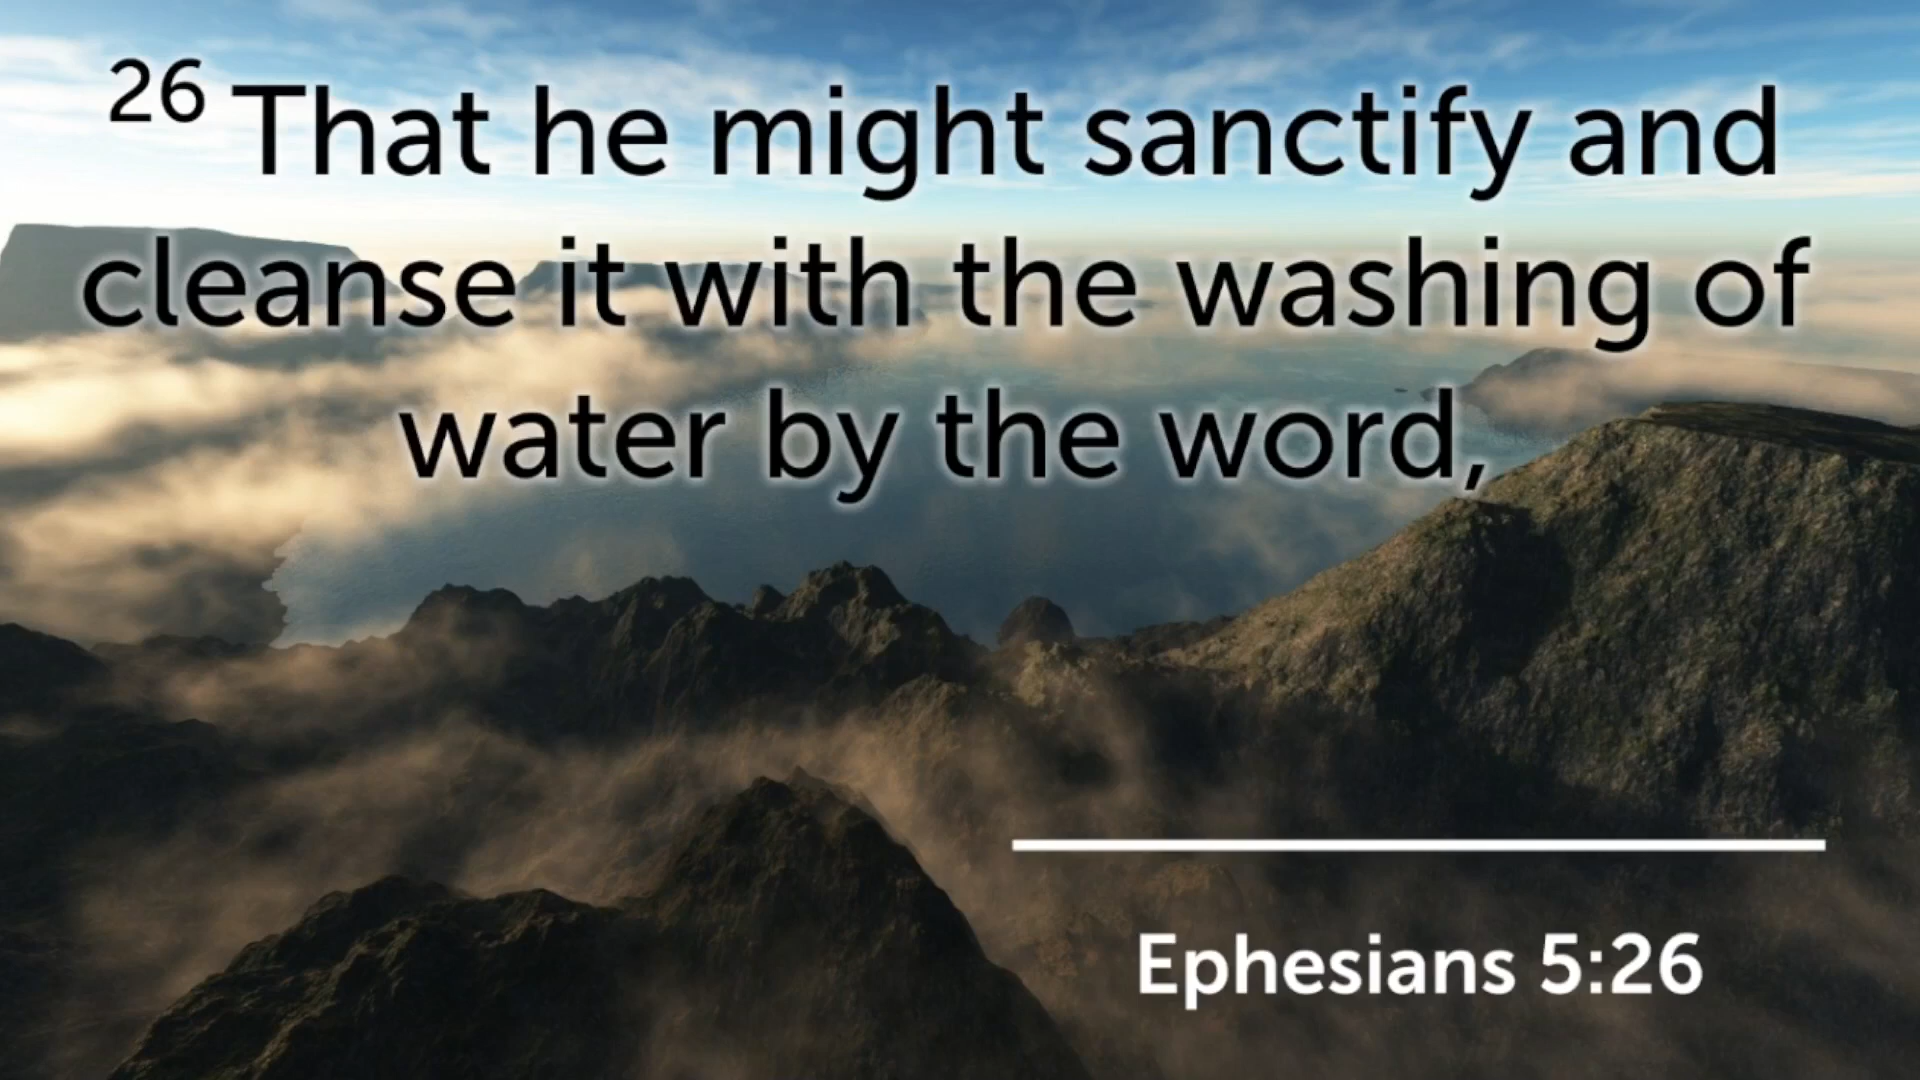 26 That he might sanctify and
cleanse it with the washing of
water by the word,
Ephesians 5:26